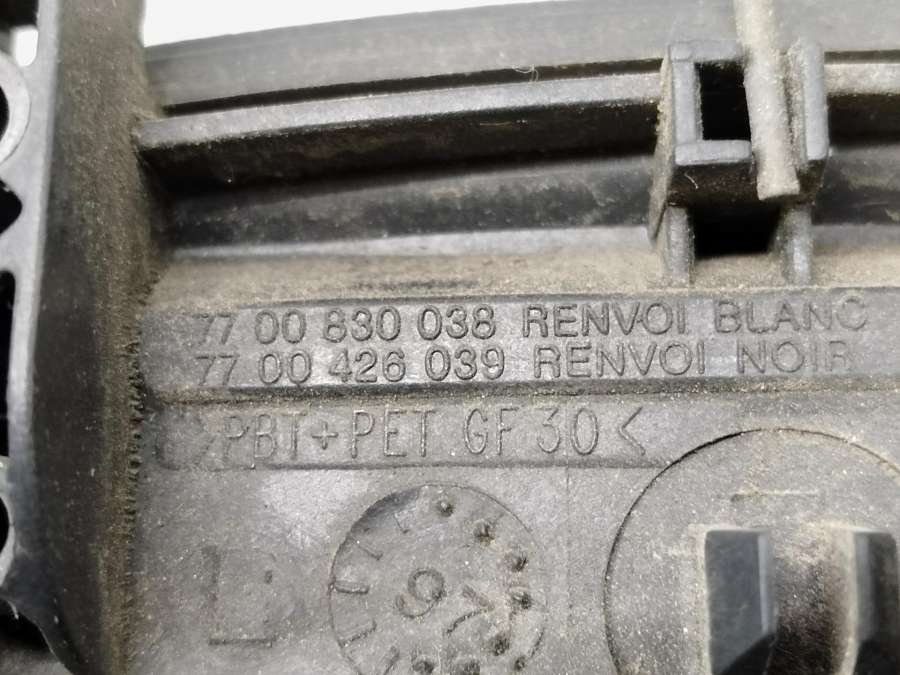 77 00 830 038 RENVOI BLANC
77 00 426 039 RENVOI NOIR
>PBT+PET GF 30<
B
97